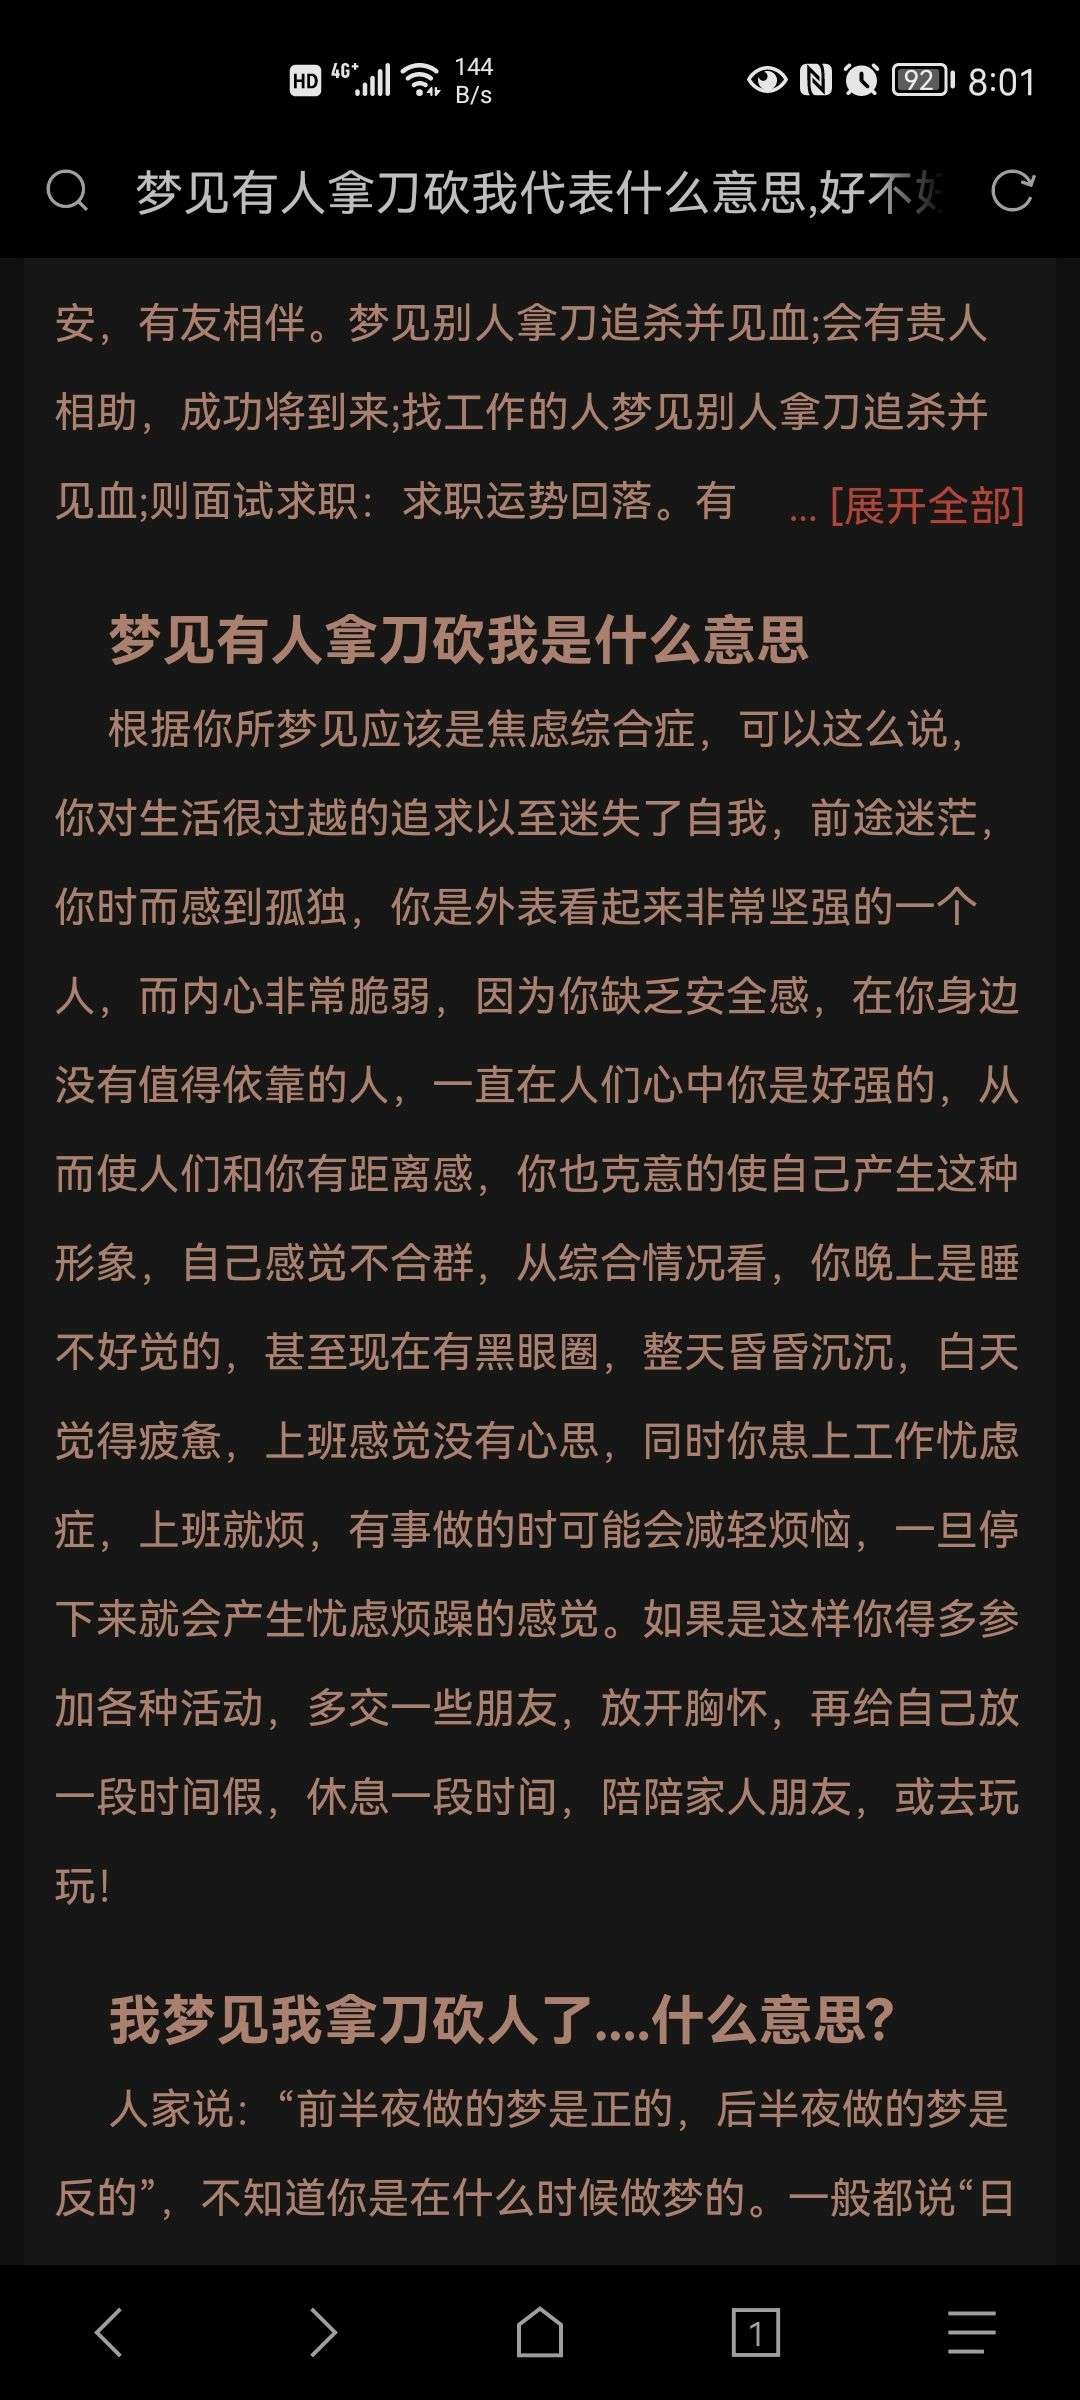 HD 4G+ 144 B/s 92 8:01
梦见有人拿刀砍我代表什么意思,好不好
安，有友相伴。梦见别人拿刀追杀并见血;会有贵人
相助，成功将到来;找工作的人梦见别人拿刀追杀并
见血;则面试求职：求职运势回落。有 ... [展开全部]
梦见有人拿刀砍我是什么意思
根据你所梦见应该是焦虑综合症，可以这么说，
你对生活很过越的追求以至迷失了自我，前途迷茫，
你时而感到孤独，你是外表看起来非常坚强的一个
人，而内心非常脆弱，因为你缺乏安全感，在你身边
没有值得依靠的人，一直在人们心中你是好强的，从
而使人们和你有距离感，你也克意的使自己产生这种
形象，自己感觉不合群，从综合情况看，你晚上是睡
不好觉的，甚至现在有黑眼圈，整天昏昏沉沉，白天
觉得疲惫，上班感觉没有心思，同时你患上工作忧虑
症，上班就烦，有事做的时可能会减轻烦恼，一旦停
下来就会产生忧虑烦躁的感觉。如果是这样你得多参
加各种活动，多交一些朋友，放开胸怀，再给自己放
一段时间假，休息一段时间，陪陪家人朋友，或去玩
玩！
我梦见我拿刀砍人了....什么意思?
人家说：“前半夜做的梦是正的，后半夜做的梦是
反的”，不知道你是在什么时候做梦的。一般都说“日
1